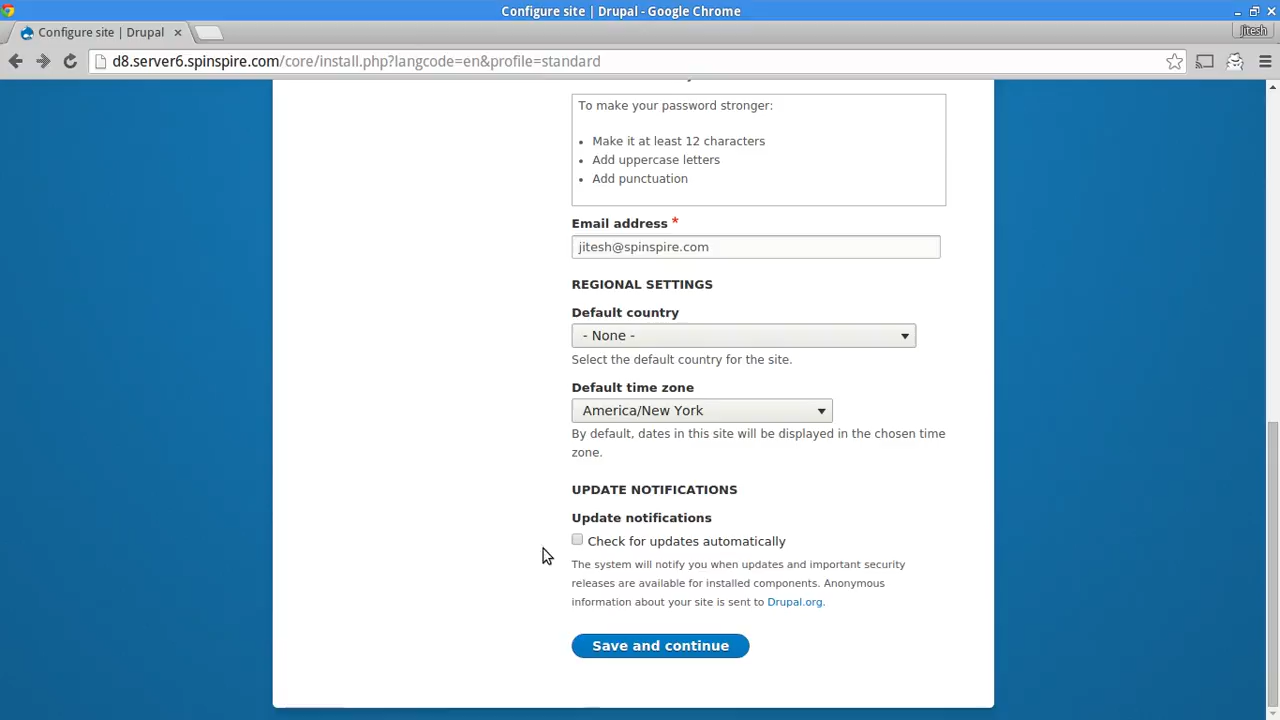 Configure site | Drupal - Google Chrome
Configure site | Drupal
jitesh
d8.server6.spinspire.com/core/install.php?langcode=en&profile=standard
To make your password stronger:
Make it at least 12 characters
Add uppercase letters
Add punctuation
Email address *
jitesh@spinspire.com
REGIONAL SETTINGS
Default country
- None -
Select the default country for the site.
Default time zone
America/New York
By default, dates in this site will be displayed in the chosen time
zone.
UPDATE NOTIFICATIONS
Update notifications
Check for updates automatically
The system will notify you when updates and important security
releases are available for installed components. Anonymous
information about your site is sent to Drupal.org.
Save and continue